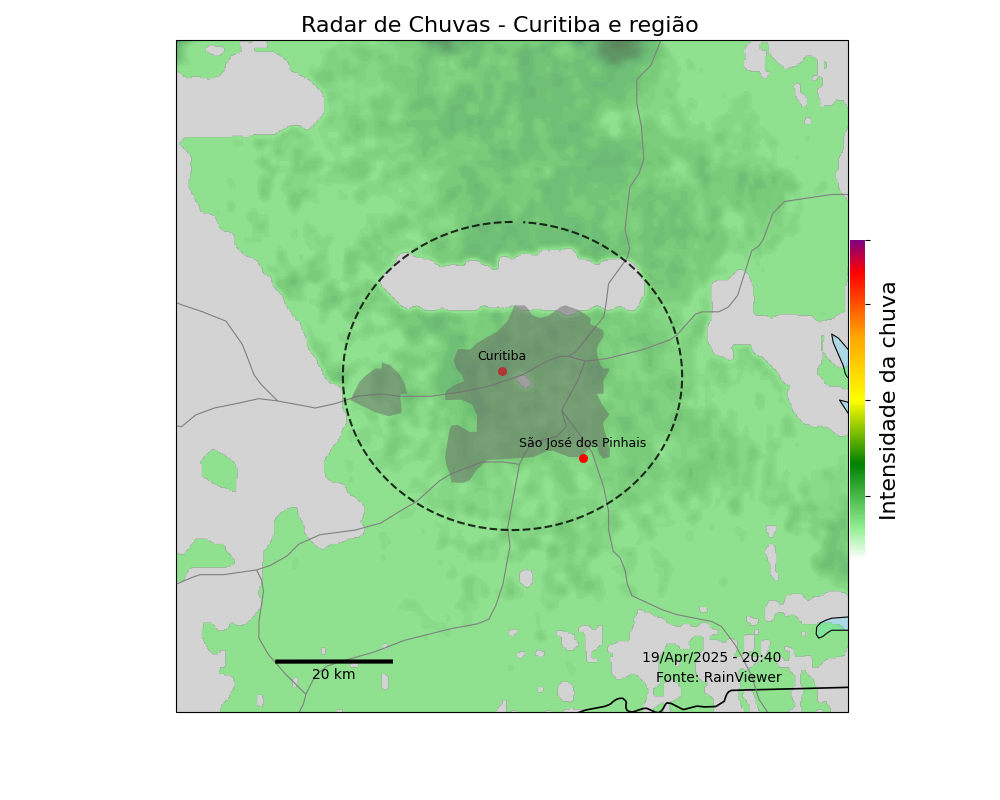 Radar de Chuvas - Curitiba e região
Curitiba
São José dos Pinhais
Intensidade da chuva
19/Apr/2025 - 20:40
Fonte: RainViewer
20 km